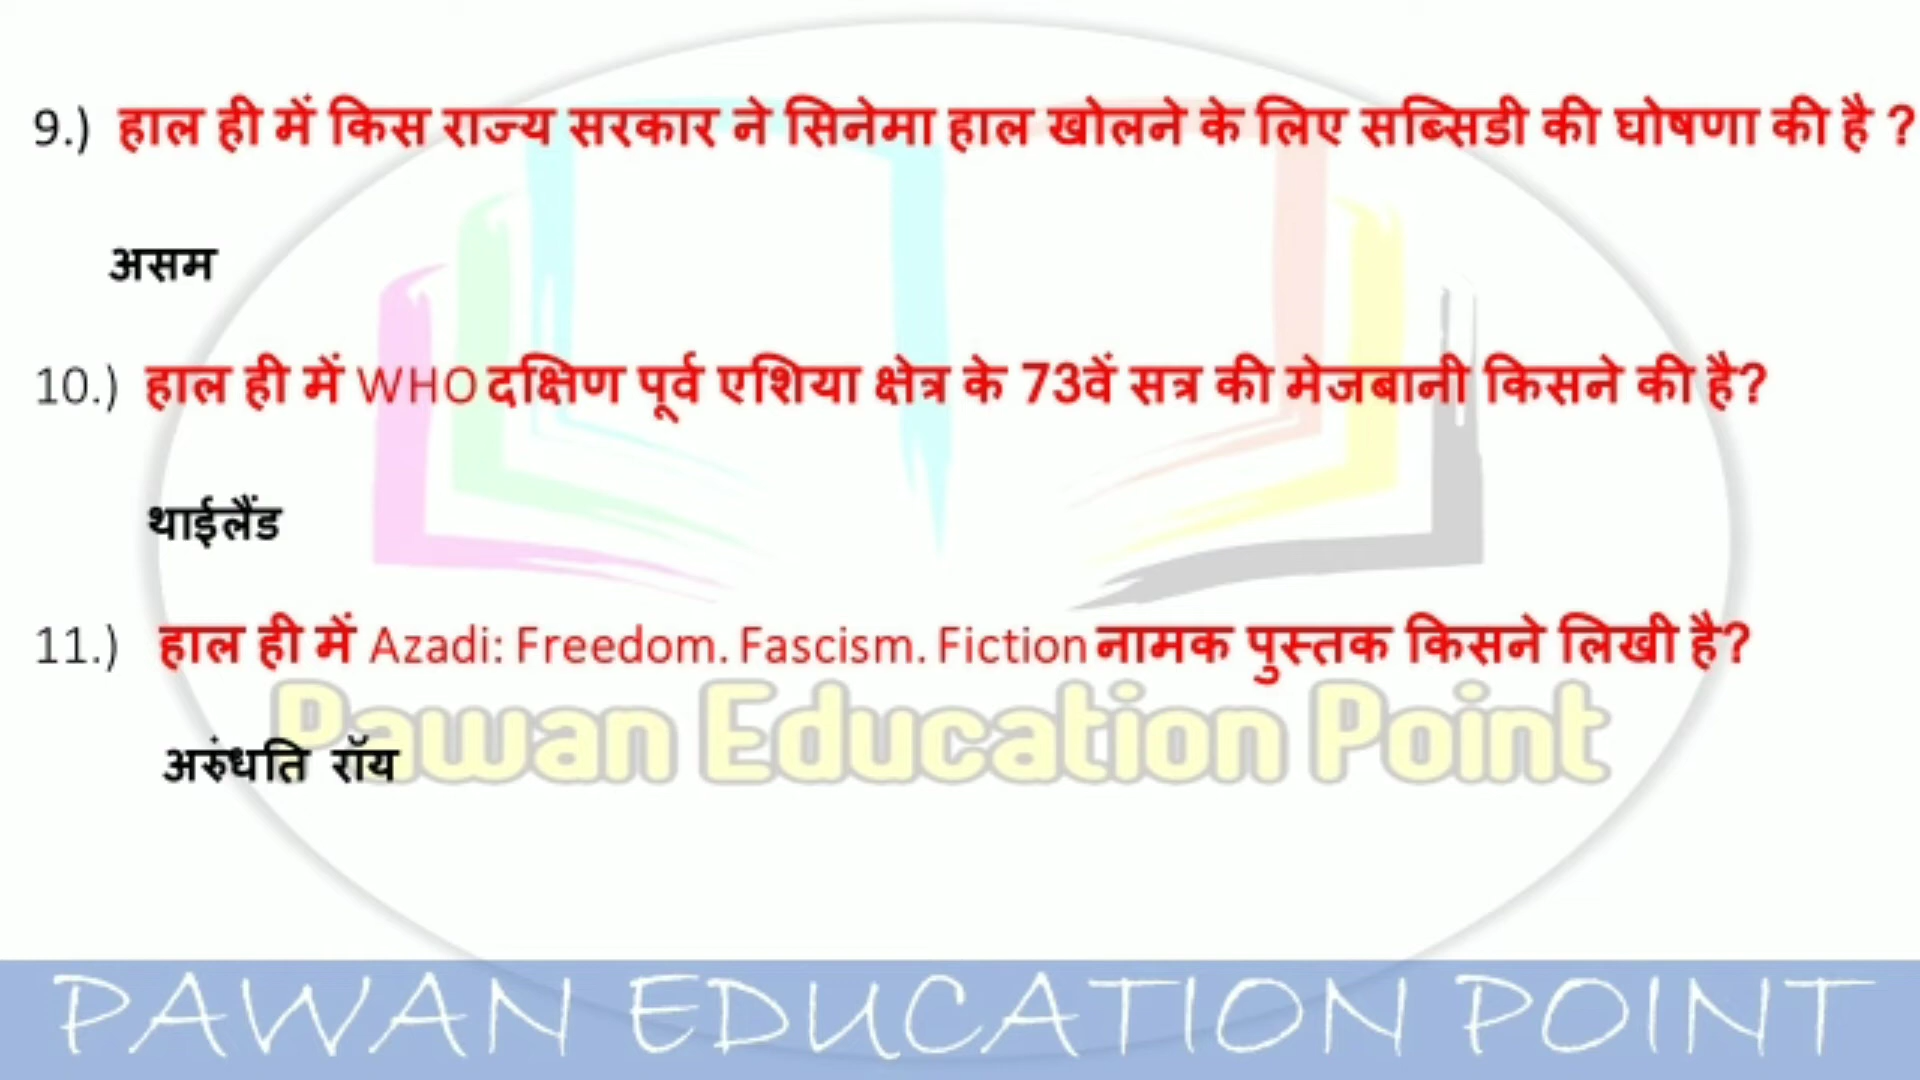 9.) हाल ही में किस राज्य सरकार ने सिनेमा हाल खोलने के लिए सब्सिडी की घोषणा की है ?
असम
10.) हाल ही में WHO दक्षिण पूर्व एशिया क्षेत्र के 73वें सत्र की मेजबानी किसने की है?
थाईलैंड
11.) हाल ही में Azadi: Freedom. Fascism. Fiction नामक पुस्तक किसने लिखी है?
Pawan Education Point
अरुंधति रॉय
PAWAN EDUCATION POINT